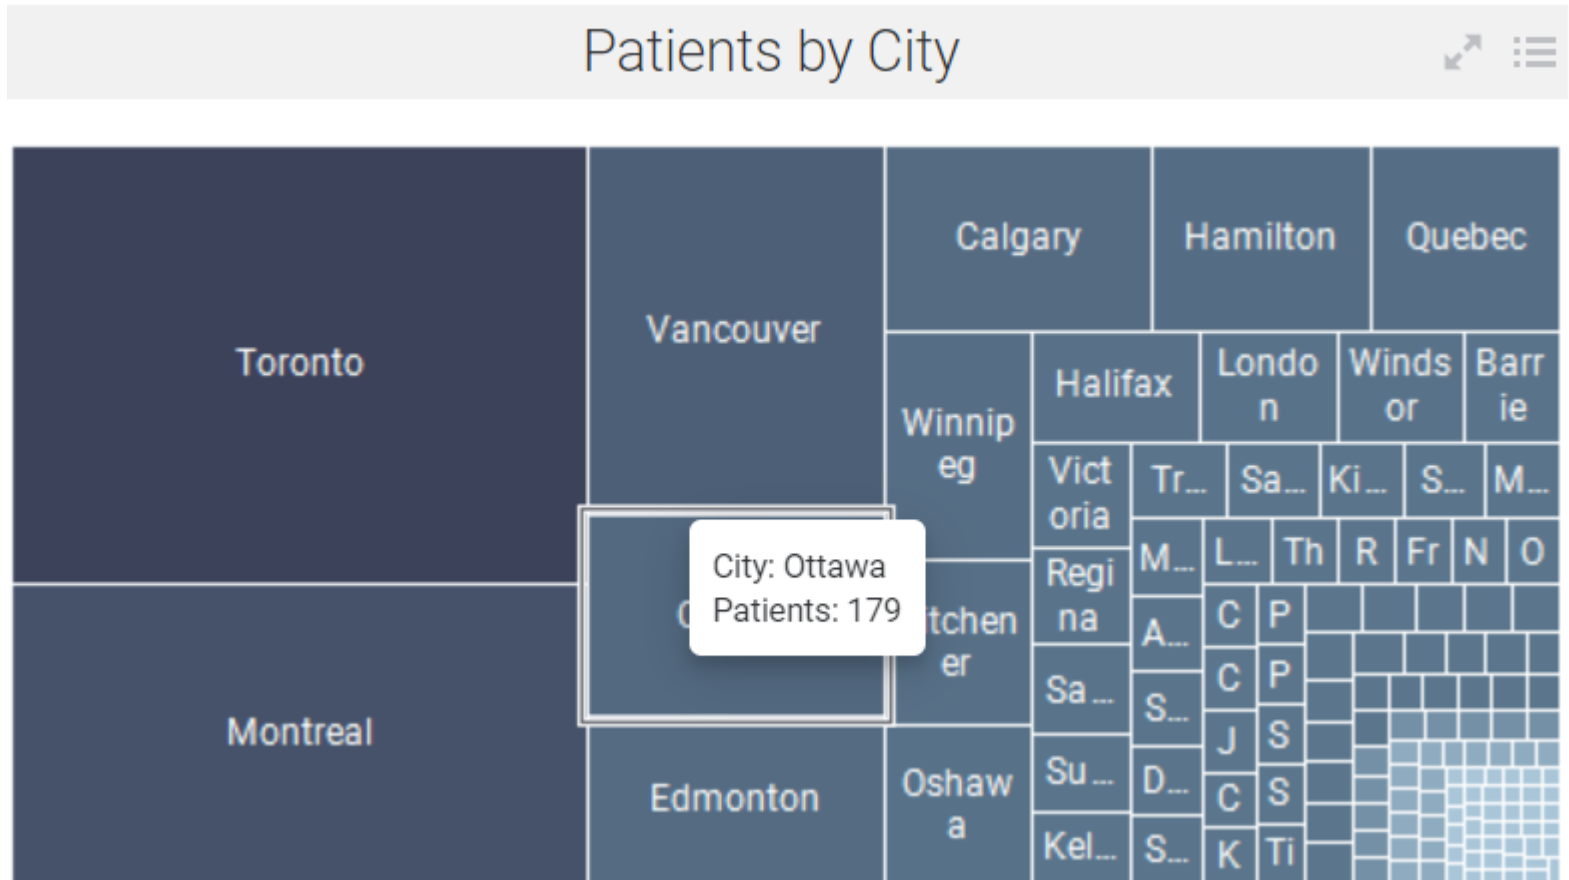 Patients by City
Toronto
Montreal
Vancouver
City: Ottawa
Patients: 179
Edmonton
Calgary
Hamilton
Quebec
Winnip
eg
Halifax
Londo
n
Winds
or
Barr
ie
Vict
oria
Tr...
Sa...
Ki...
S...
M...
itchen
er
Regi
na
M...
L...
Th
R
Fr
N
O
A...
C
P
Sa...
S...
C
P
Oshaw
a
Su...
D...
J
S
C
S
Kel...
S...
K
Ti